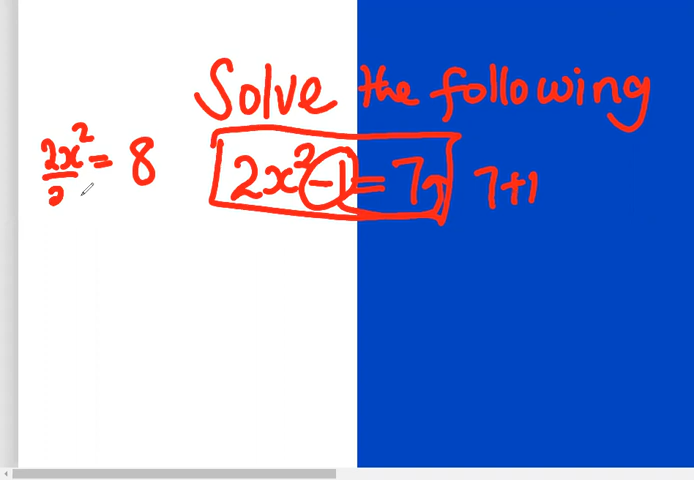 Solve the following
2x² - 1 = 7
7+1
2x² = 8
2